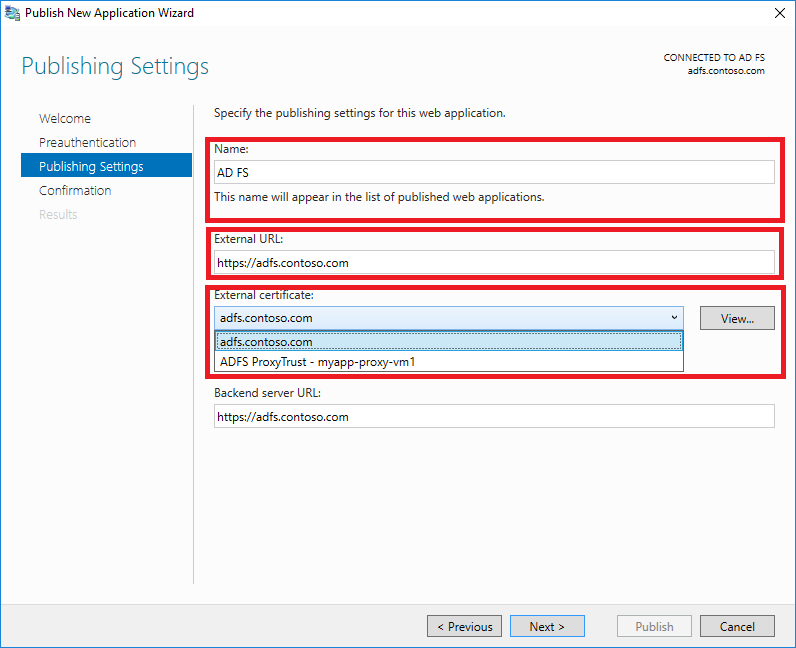 Publish New Application Wizard
Publishing Settings
CONNECTED TO AD FS
adfs.contoso.com
Welcome
Preauthentication
Publishing Settings
Confirmation
Results
Specify the publishing settings for this web application.
Name:
AD FS
This name will appear in the list of published web applications.
External URL:
https://adfs.contoso.com
External certificate:
adfs.contoso.com
View...
adfs.contoso.com
ADFS ProxyTrust - myapp-proxy-vm1
Backend server URL:
https://adfs.contoso.com
< Previous
Next >
Publish
Cancel